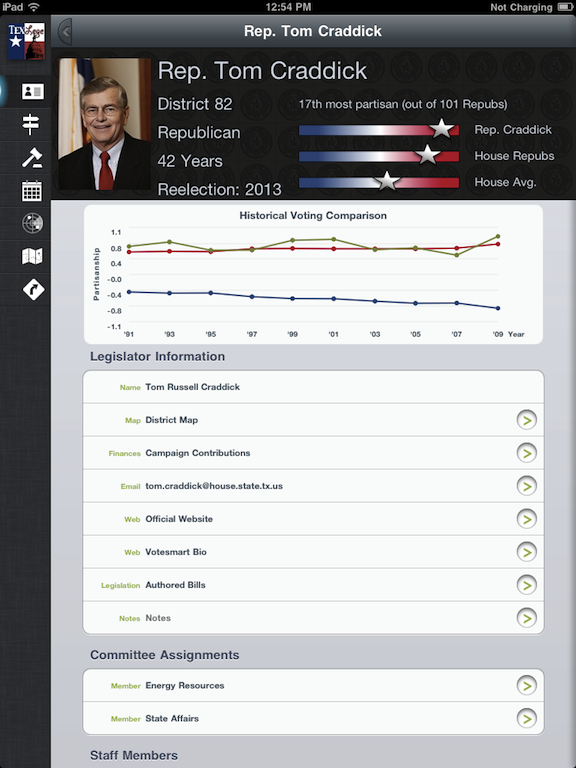 iPad 12:54 PM Not Charging
TEXLege
Rep. Tom Craddick
Rep. Tom Craddick
District 82
17th most partisan (out of 101 Repubs)
Republican
Rep. Craddick
42 Years
House Repubs
Reelection: 2013
House Avg.
Historical Voting Comparison
Partisanship
1.1
0.8
0.4
-0.0
-0.4
-0.8
-1.1
'91 '93 '95 '97 '99 '01 '03 '05 '07 '09 Year
Legislator Information
Name Tom Russell Craddick
Map District Map
Finances Campaign Contributions
Email tom.craddick@house.state.tx.us
Web Official Website
Web Votesmart Bio
Legislation Authored Bills
Notes Notes
Committee Assignments
Member Energy Resources
Member State Affairs
Staff Members